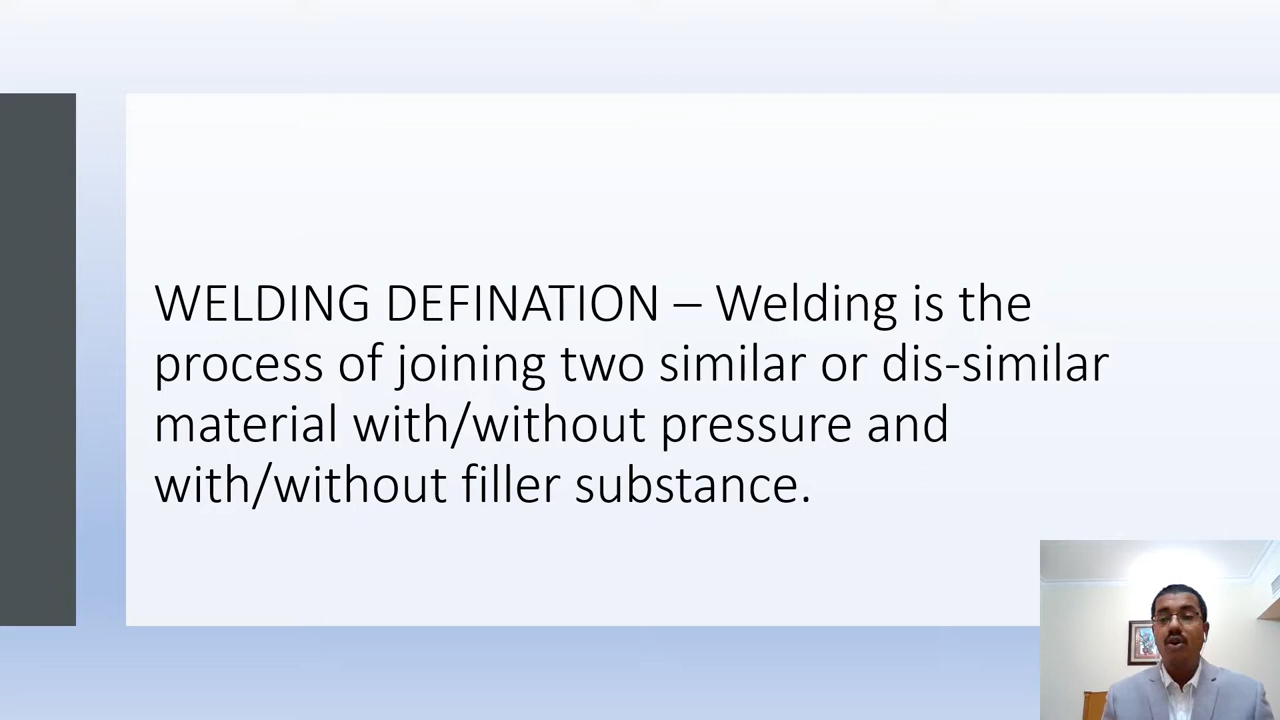 WELDING DEFINATION – Welding is the
process of joining two similar or dis-similar
material with/without pressure and
with/without filler substance.